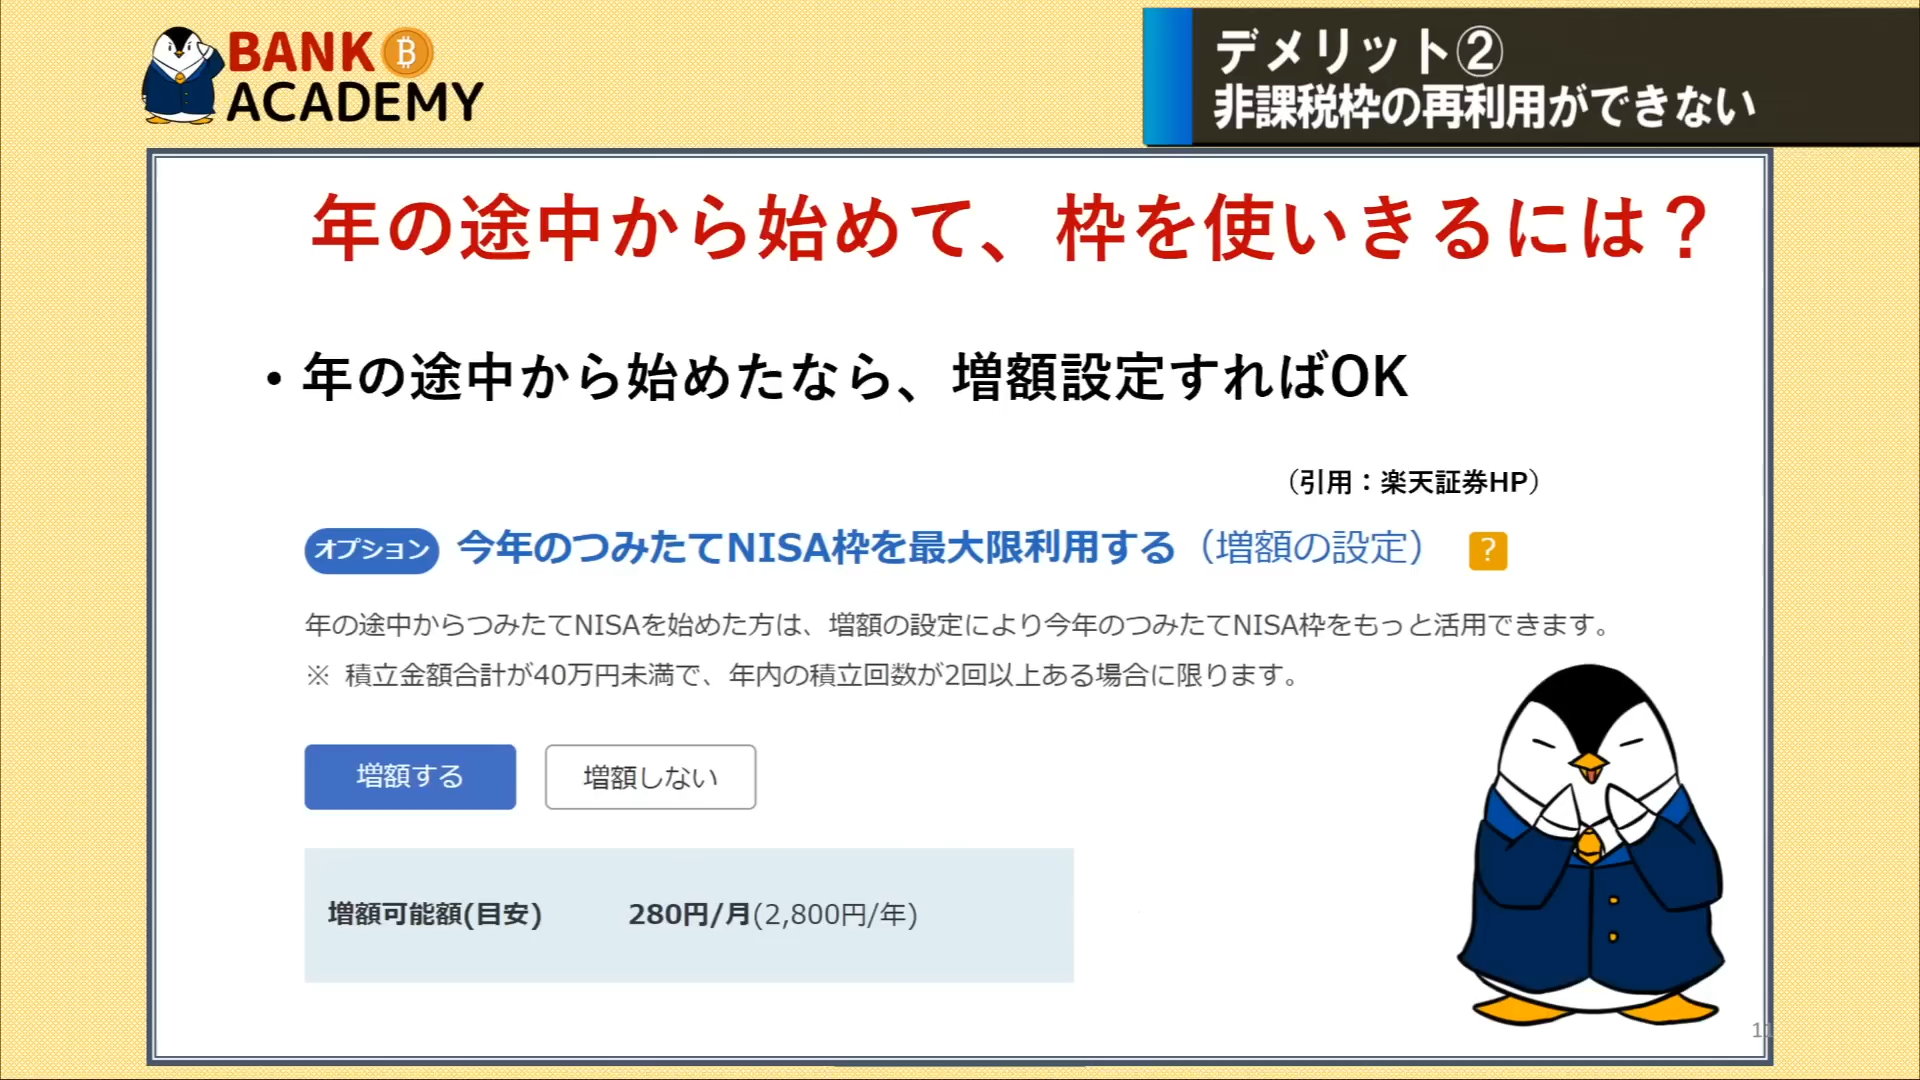 BANK
ACADEMY
デメリット②
非課税枠の再利用ができない
年の途中から始めて、枠を使いきるには？
・年の途中から始めたなら、増額設定すればOK
（引用：楽天証券HP）
オプション 今年のつみたてNISA枠を最大限利用する（増額の設定） ?
年の途中からつみたてNISAを始めた方は、増額の設定により今年のつみたてNISA枠をもっと活用できます。
※ 積立金額合計が40万円未満で、年内の積立回数が2回以上ある場合に限ります。
増額する 増額しない
増額可能額(目安) 280円/月(2,800円/年)